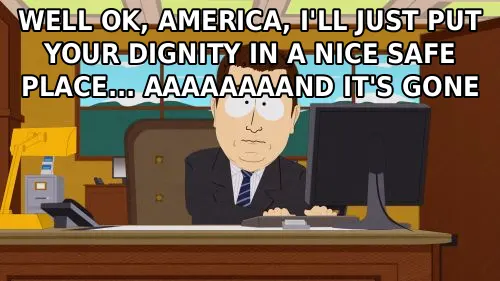 WELL OK, AMERICA, I'LL JUST PUT
YOUR DIGNITY IN A NICE SAFE
PLACE... AAAAAAAAND IT'S GONE